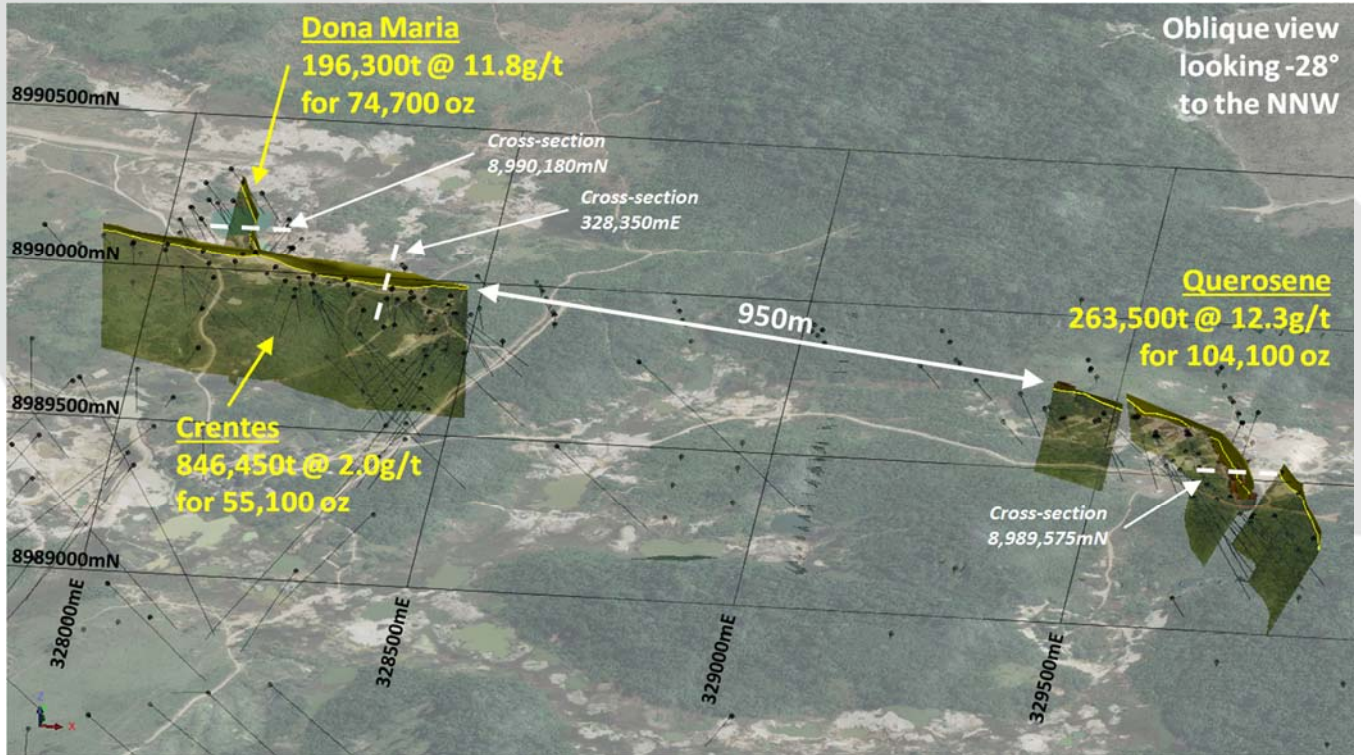 Dona Maria
196,300t @ 11.8g/t
for 74,700 oz
Oblique view
looking -28°
to the NNW
8990500mN
Cross-section
8,990,180mN
Cross-section
328,350mE
8990000mN
950m
Querosene
263,500t @ 12.3g/t
for 104,100 oz
8989500mN
Crentes
846,450t @ 2.0g/t
for 55,100 oz
Cross-section
8,989,575mN
8989000mN
328000mE
328500mE
329000mE
329500mE
Z
X